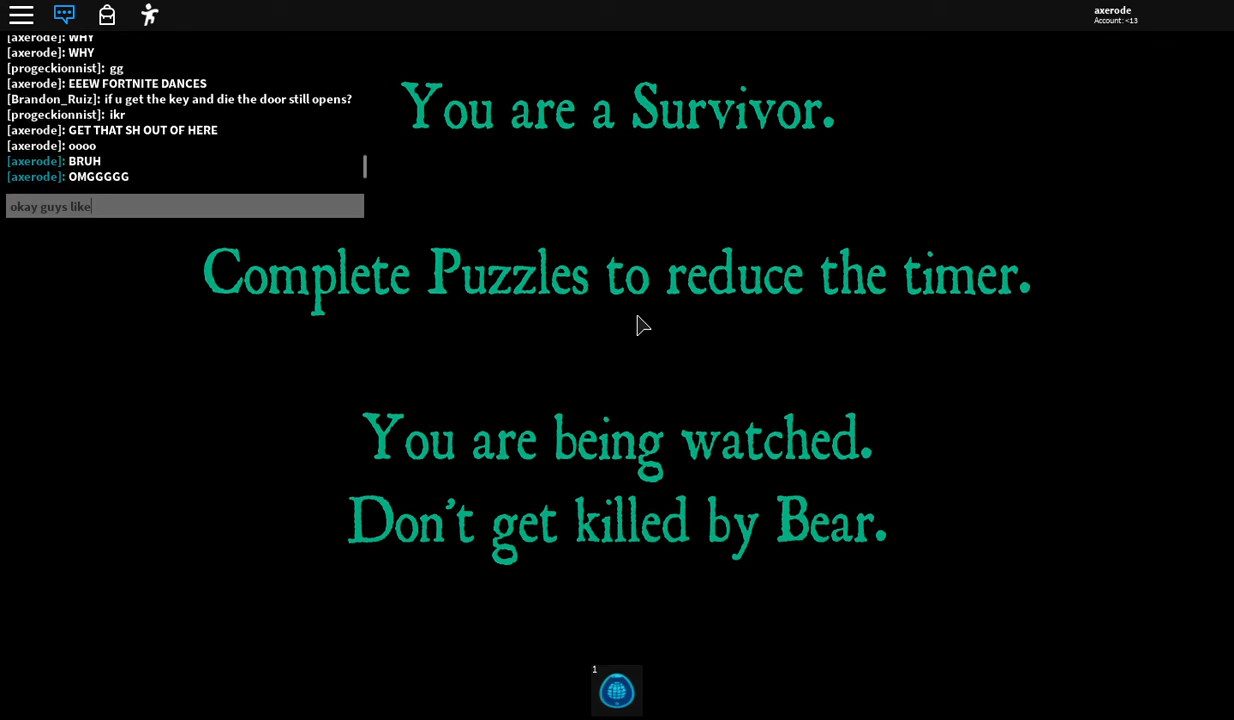 axerode
Account: <13
[axerode]: WHY
[axerode]: WHY
[progeckionnist]: gg
[axerode]: EEEW FORTNITE DANCES
[Brandon_Ruiz]: if u get the key and die the door still opens?
[progeckionnist]: ikr
[axerode]: GET THAT SH OUT OF HERE
[axerode]: oooo
[axerode]: BRUH
[axerode]: OMGGGGG
okay guys like
You are a Survivor.
Complete Puzzles to reduce the timer.
You are being watched.
Don't get killed by Bear.
1